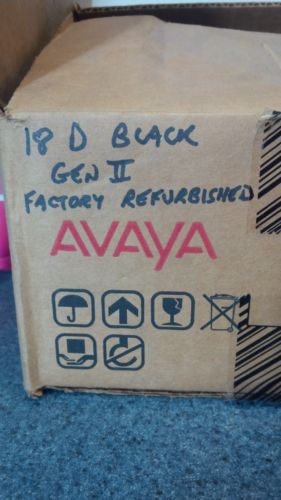 18 D BLACK
GEN II
FACTORY REFURBISHED
AVAYA